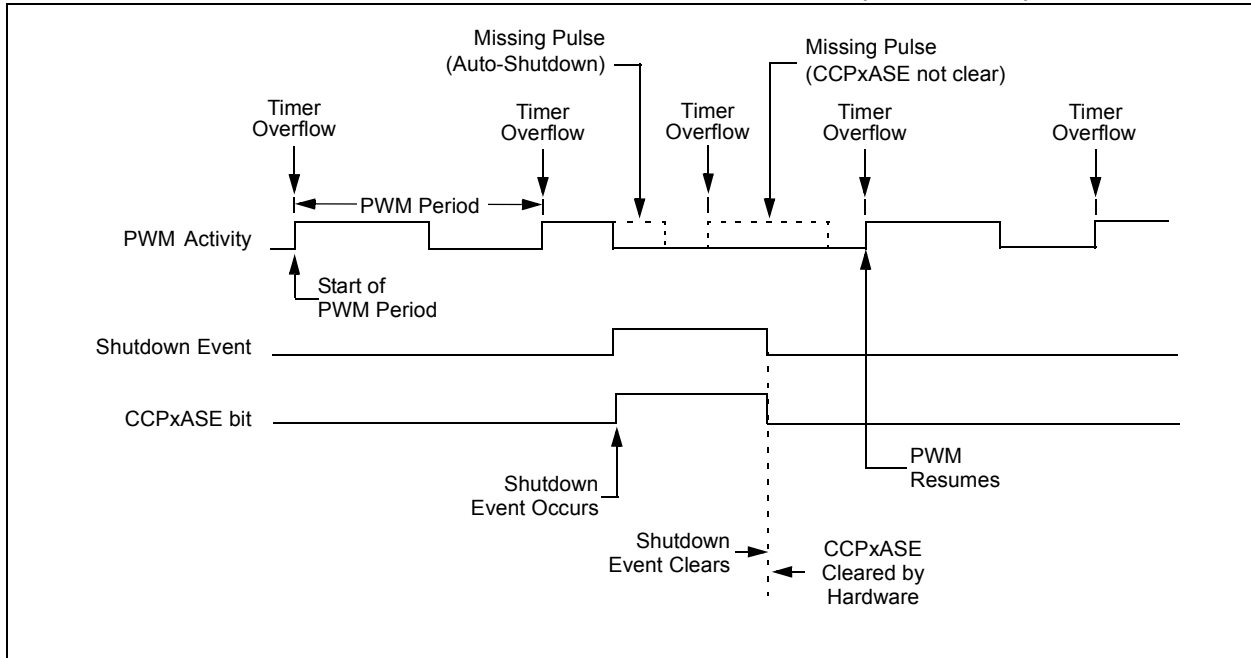 Missing Pulse
(Auto-Shutdown)
Missing Pulse
(CCPxASE not clear)
Timer
Overflow
Timer
Overflow
Timer
Overflow
Timer
Overflow
Timer
Overflow
PWM Period
PWM Activity
Start of
PWM Period
Shutdown Event
CCPxASE bit
Shutdown
Event Occurs
PWM
Resumes
Shutdown
Event Clears
CCPxASE
Cleared by
Hardware